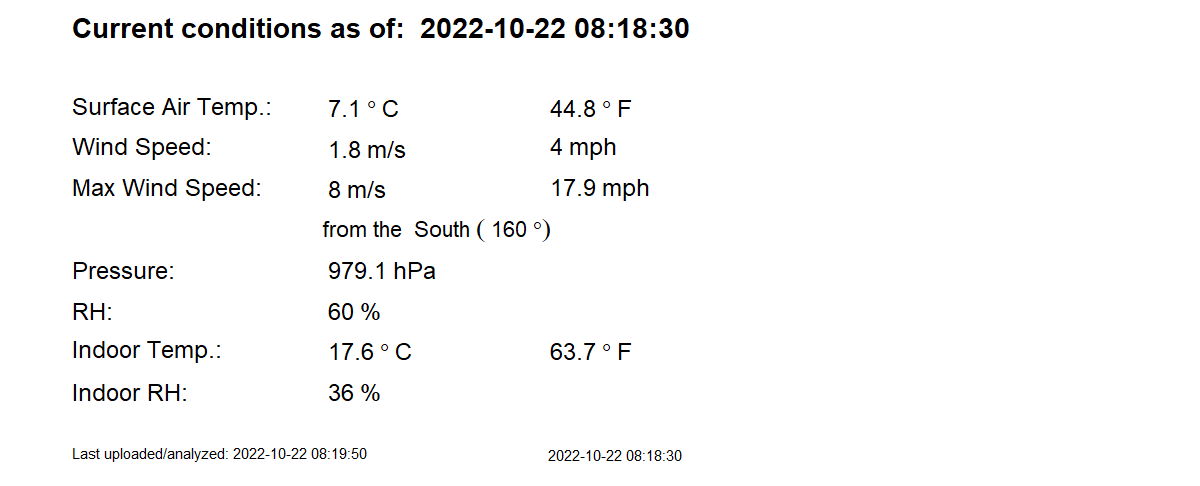 Current conditions as of: 2022-10-22 08:18:30
Surface Air Temp.: 7.1 ° C 44.8 ° F
Wind Speed: 1.8 m/s 4 mph
Max Wind Speed: 8 m/s 17.9 mph
from the South ( 160 °)
Pressure: 979.1 hPa
RH: 60 %
Indoor Temp.: 17.6 ° C 63.7 ° F
Indoor RH: 36 %
Last uploaded/analyzed: 2022-10-22 08:19:50 2022-10-22 08:18:30